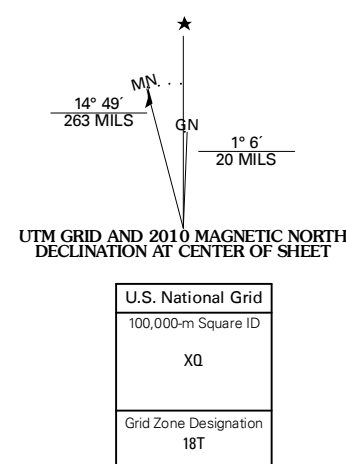 MN
14° 49´
263 MILS
GN
1° 6´
20 MILS
UTM GRID AND 2010 MAGNETIC NORTH
DECLINATION AT CENTER OF SHEET
U.S. National Grid
100,000-m Square ID
XQ
Grid Zone Designation
18T